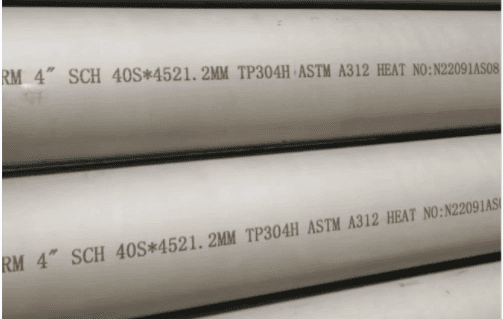 RM 4″ SCH 40S*4521.2MM TP304H ASTM A312 HEAT NO:N22091AS08
RM 4″ SCH 40S*4521.2MM TP304H ASTM A312 HEAT NO:N22091AS0